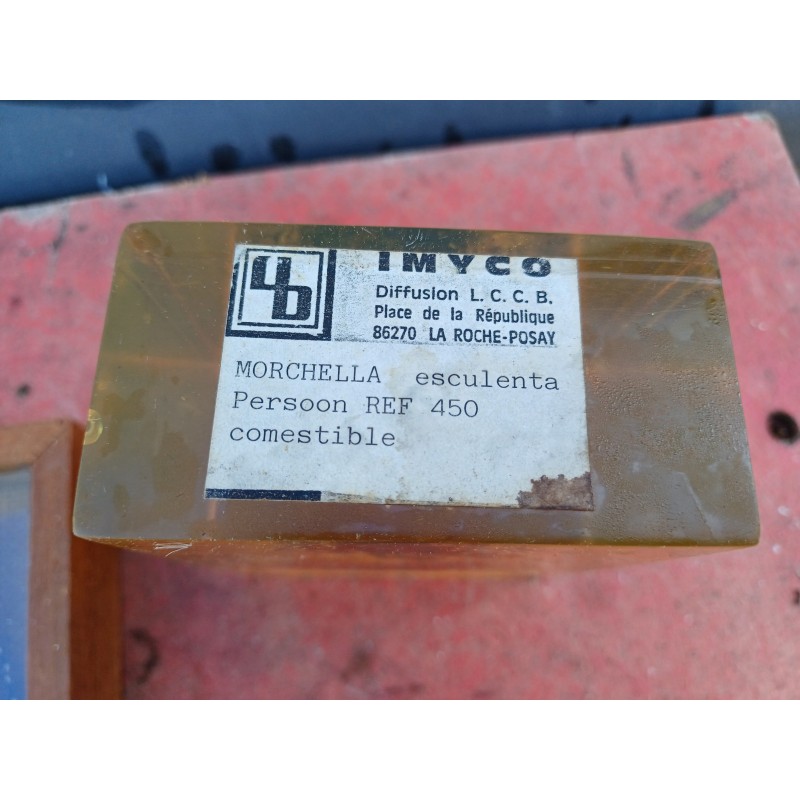 IMYCO
Diffusion L. C. C. B.
Place de la République
86270 LA ROCHE-POSAY
MORCHELLA esculenta
Persoon REF 450
comestible